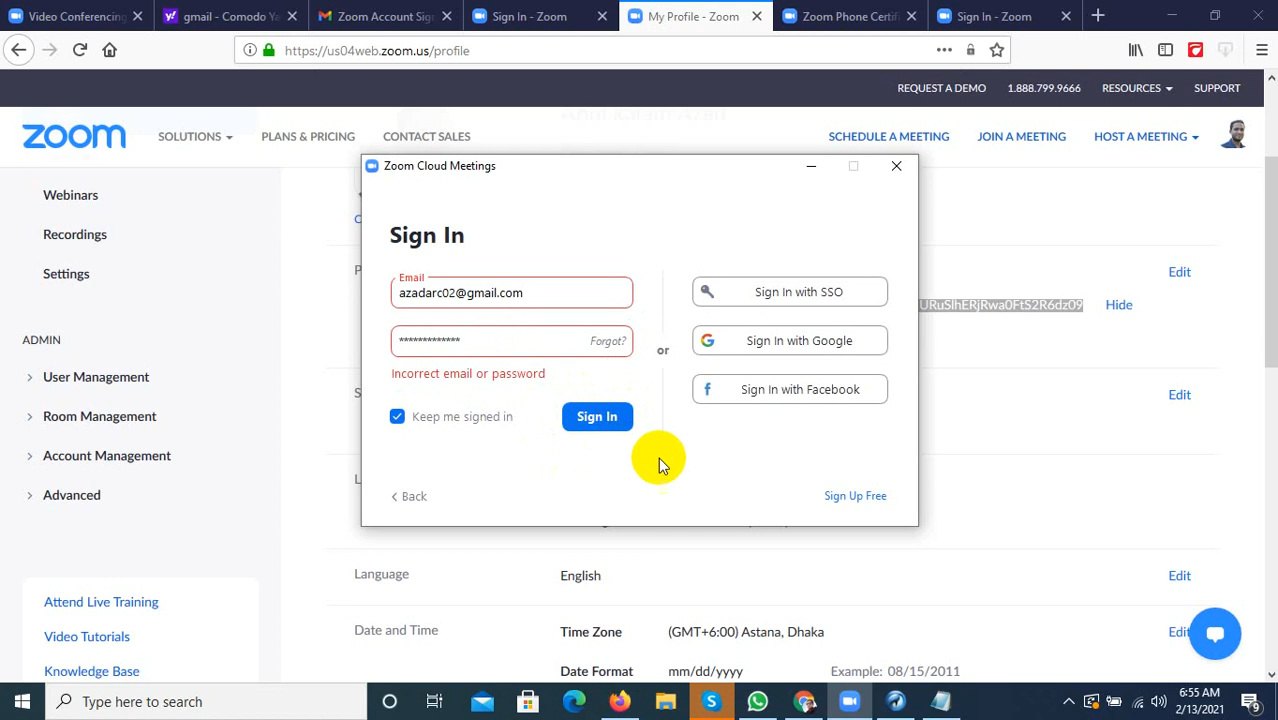 Video Conferencing,
gmail - Comodo Ya
Zoom Account Sign
Sign In - Zoom
My Profile - Zoom
Zoom Phone Certif
Sign In - Zoom
https://us04web.zoom.us/profile
REQUEST A DEMO
1.888.799.9666
RESOURCES
SUPPORT
zoom
SOLUTIONS
PLANS & PRICING
CONTACT SALES
SCHEDULE A MEETING
JOIN A MEETING
HOST A MEETING
Webinars
Recordings
Settings
ADMIN
User Management
Room Management
Account Management
Advanced
Attend Live Training
Video Tutorials
Knowledge Base
Zoom Cloud Meetings
Sign In
Email
azadarc02@gmail.com
*************
Forgot?
Incorrect email or password
Keep me signed in
Sign In
or
Sign In with SSO
Sign In with Google
Sign In with Facebook
Back
Sign Up Free
Edit
Hide
Edit
Language
English
Edit
Date and Time
Time Zone
(GMT+6:00) Astana, Dhaka
Edit
Date Format
mm/dd/yyyy
Example: 08/15/2011
Type here to search
6:55 AM
2/13/2021
9